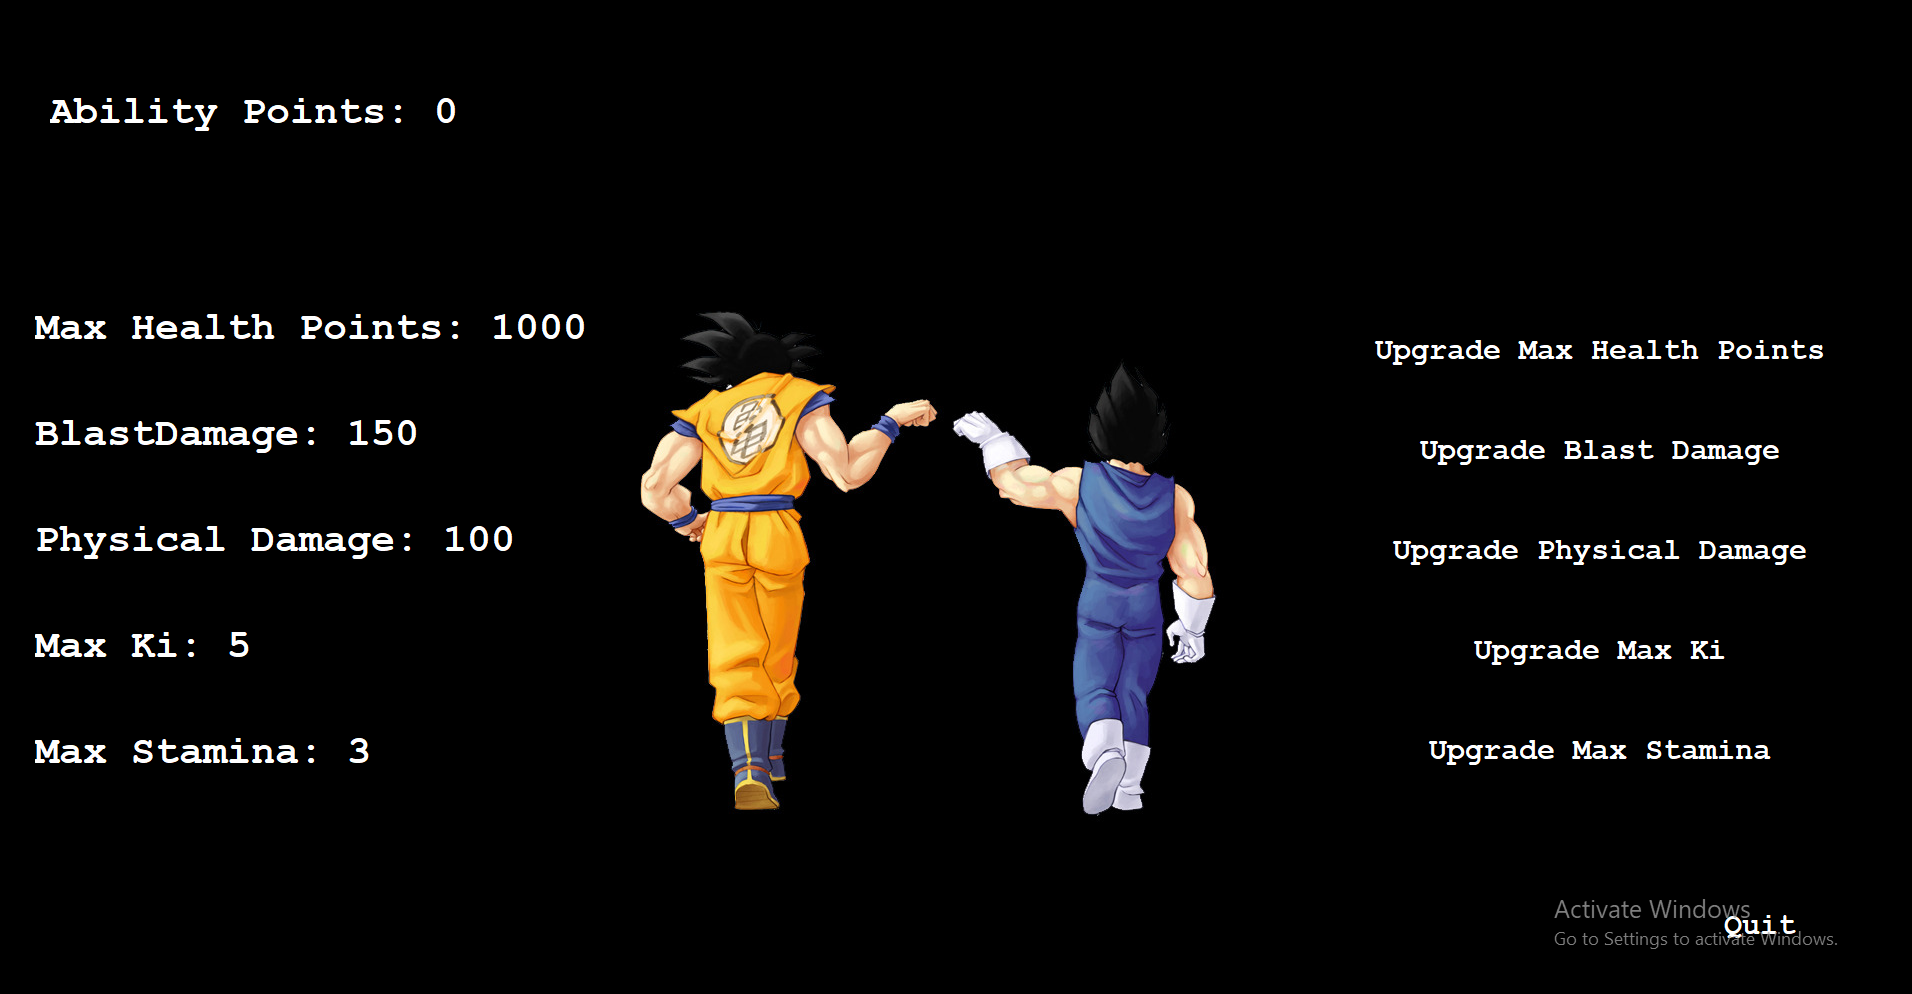 Ability Points: 0
Max Health Points: 1000
BlastDamage: 150
Physical Damage: 100
Max Ki: 5
Max Stamina: 3
Upgrade Max Health Points
Upgrade Blast Damage
Upgrade Physical Damage
Upgrade Max Ki
Upgrade Max Stamina
Activate Windows
Quit
Go to Settings to activate Windows.